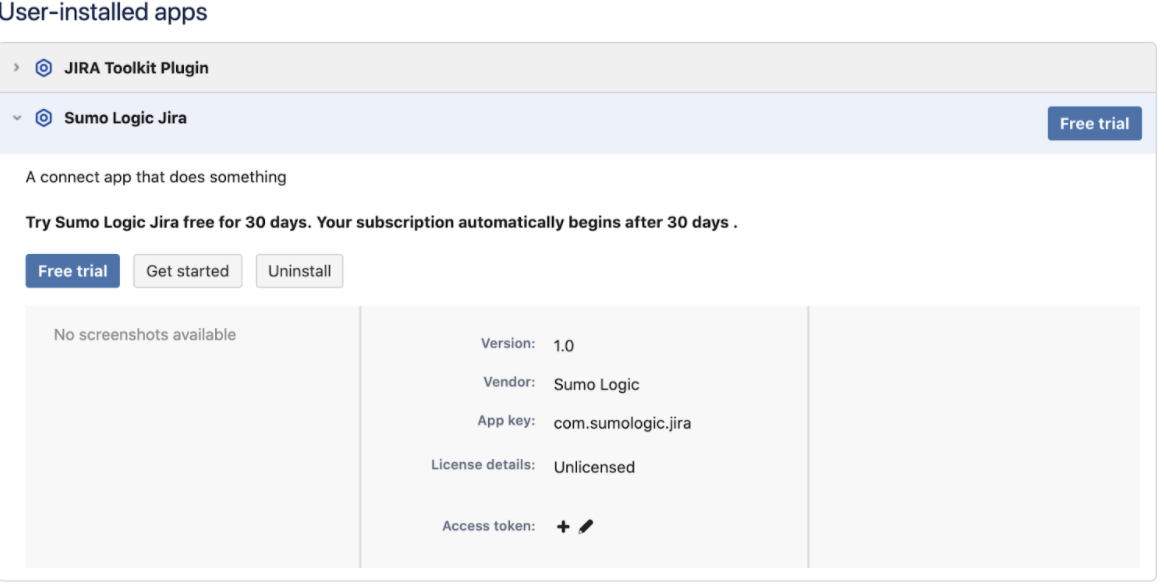 User-installed apps
JIRA Toolkit Plugin
Sumo Logic Jira
Free trial
A connect app that does something
Try Sumo Logic Jira free for 30 days. Your subscription automatically begins after 30 days .
Free trial Get started Uninstall
No screenshots available
Version: 1.0
Vendor: Sumo Logic
App key: com.sumologic.jira
License details: Unlicensed
Access token: